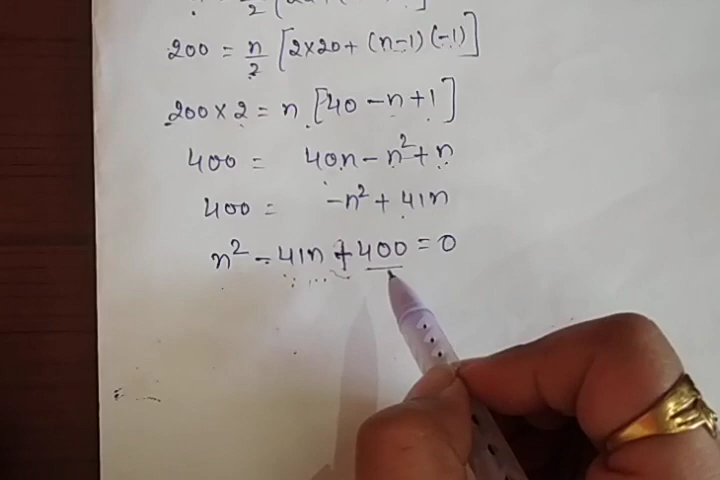 200 = n/2 [2×20+ (n-1) (-1)]
200 × 2 = n [40 -n+1]
400 = 40n - n² + n
400 = -n² + 41n
n² - 41n + 400 = 0